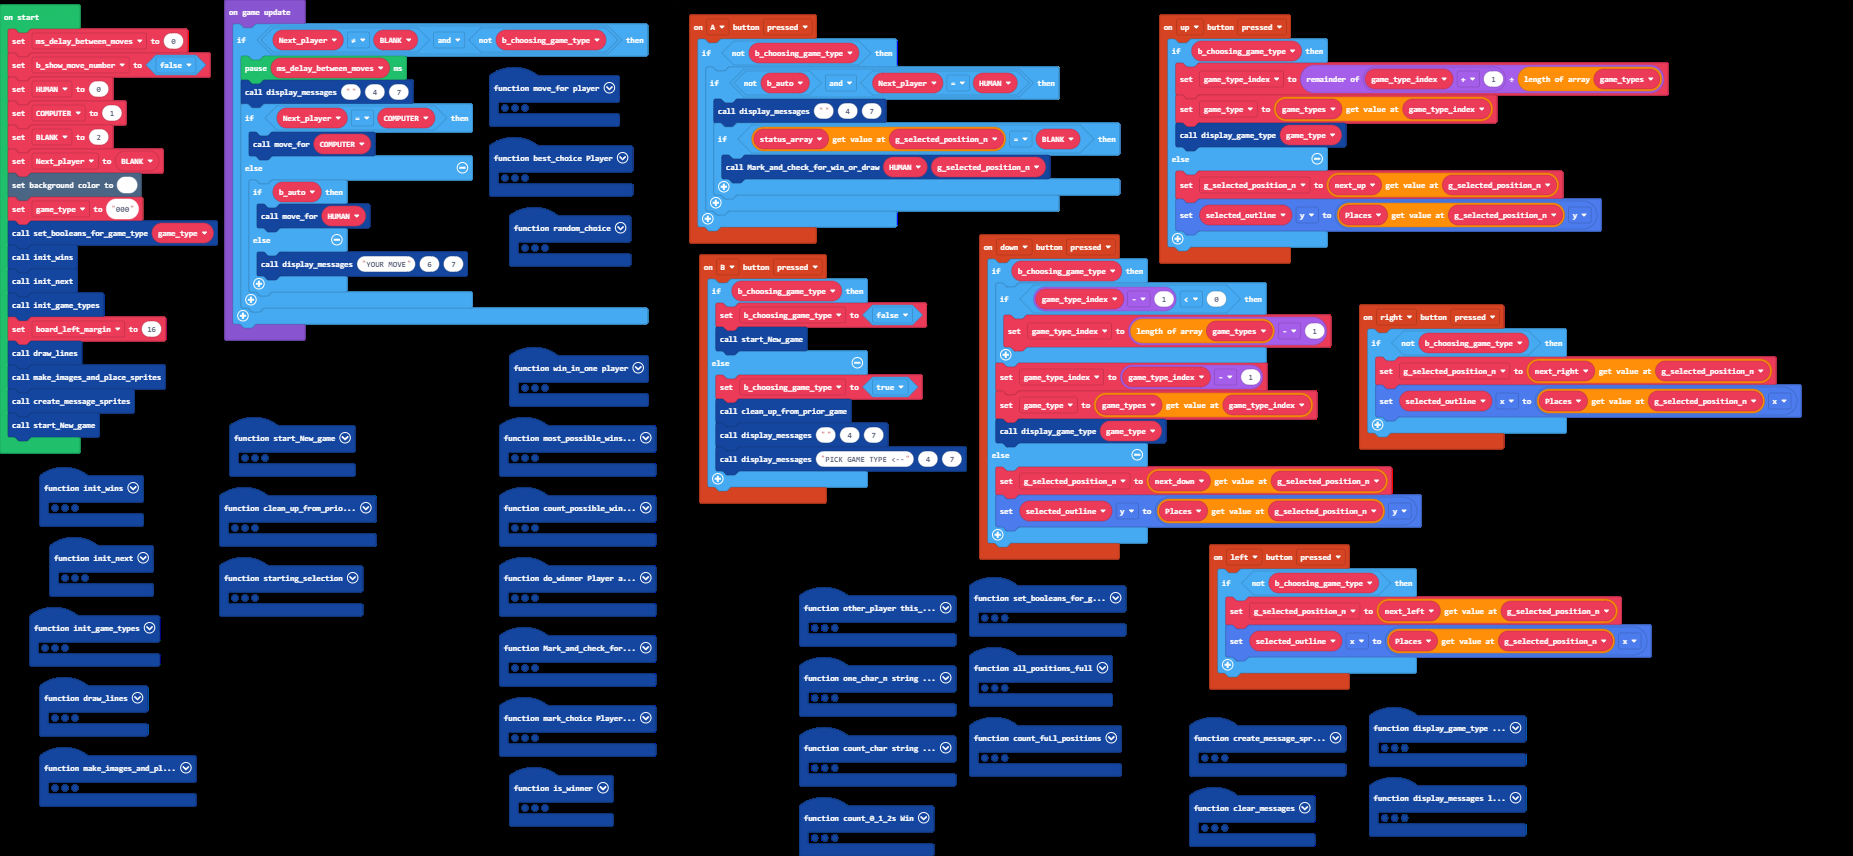 on start
set ms_delay_between_moves to 0
set b_show_move_number to false
set HUMAN to 0
set COMPUTER to 1
set BLANK to 2
set Next_player to BLANK
set background color to
set game_type to "000"
call set_booleans_for_game_type game_type
call init_wins
call init_next
call init_game_types
set board_left_margin to 16
call draw_lines
call make_images_and_place_sprites
call create_message_sprites
call start_New_game
function init_wins
function init_next
function init_game_types
function draw_lines
function make_images_and_pl...
on game update
if Next_player ≠ BLANK and not b_choosing_game_type then
pause ms_delay_between_moves ms
call display_messages "" 4 7
if Next_player = COMPUTER then
call move_for COMPUTER
else
if b_auto then
call move_for HUMAN
else
call display_messages "YOUR MOVE" 6 7
function start_New_game
function clean_up_from_prio...
function starting_selection
function move_for player
function best_choice Player
function random_choice
function win_in_one player
function most_possible_wins...
function count_possible_win...
function do_winner Player a...
function Mark_and_check_for...
function mark_choice Player...
function is_winner
on A button pressed
if not b_choosing_game_type then
if not b_auto and Next_player = HUMAN then
call display_messages "" 4 7
if status_array get value at g_selected_position_n = BLANK then
call Mark_and_check_for_win_or_draw HUMAN g_selected_position_n
on B button pressed
if b_choosing_game_type then
set b_choosing_game_type to false
call start_New_game
else
set b_choosing_game_type to true
call clean_up_from_prior_game
call display_messages "" 4 7
call display_messages "PICK GAME TYPE <--" 4 7
function other_player this_...
function one_char_n string ...
function count_char string ...
function count_0_1_2s Win
on down button pressed
if b_choosing_game_type then
if game_type_index - 1 < 0 then
set game_type_index to length of array game_types - 1
set game_type_index to game_type_index - 1
set game_type to game_types get value at game_type_index
call display_game_type game_type
else
set g_selected_position_n to next_down get value at g_selected_position_n
set selected_outline y to Places get value at g_selected_position_n y
function set_booleans_for_g...
function all_positions_full
function count_fuLl_positions
on up button pressed
if b_choosing_game_type then
set game_type_index to remainder of game_type_index + 1 ÷ length of array game_types
set game_type to game_types get value at game_type_index
call display_game_type game_type
else
set g_selected_position_n to next_up get value at g_selected_position_n
set selected_outline y to Places get value at g_selected_position_n y
on right button pressed
if not b_choosing_game_type then
set g_selected_position_n to next_right get value at g_selected_position_n
set selected_outline x to Places get value at g_selected_position_n x
on left button pressed
if not b_choosing_game_type then
set g_selected_position_n to next_left get value at g_selected_position_n
set selected_outline x to Places get value at g_selected_position_n x
function create_message_spr...
function clear_messages
function display_game_type ...
function display_messages l...